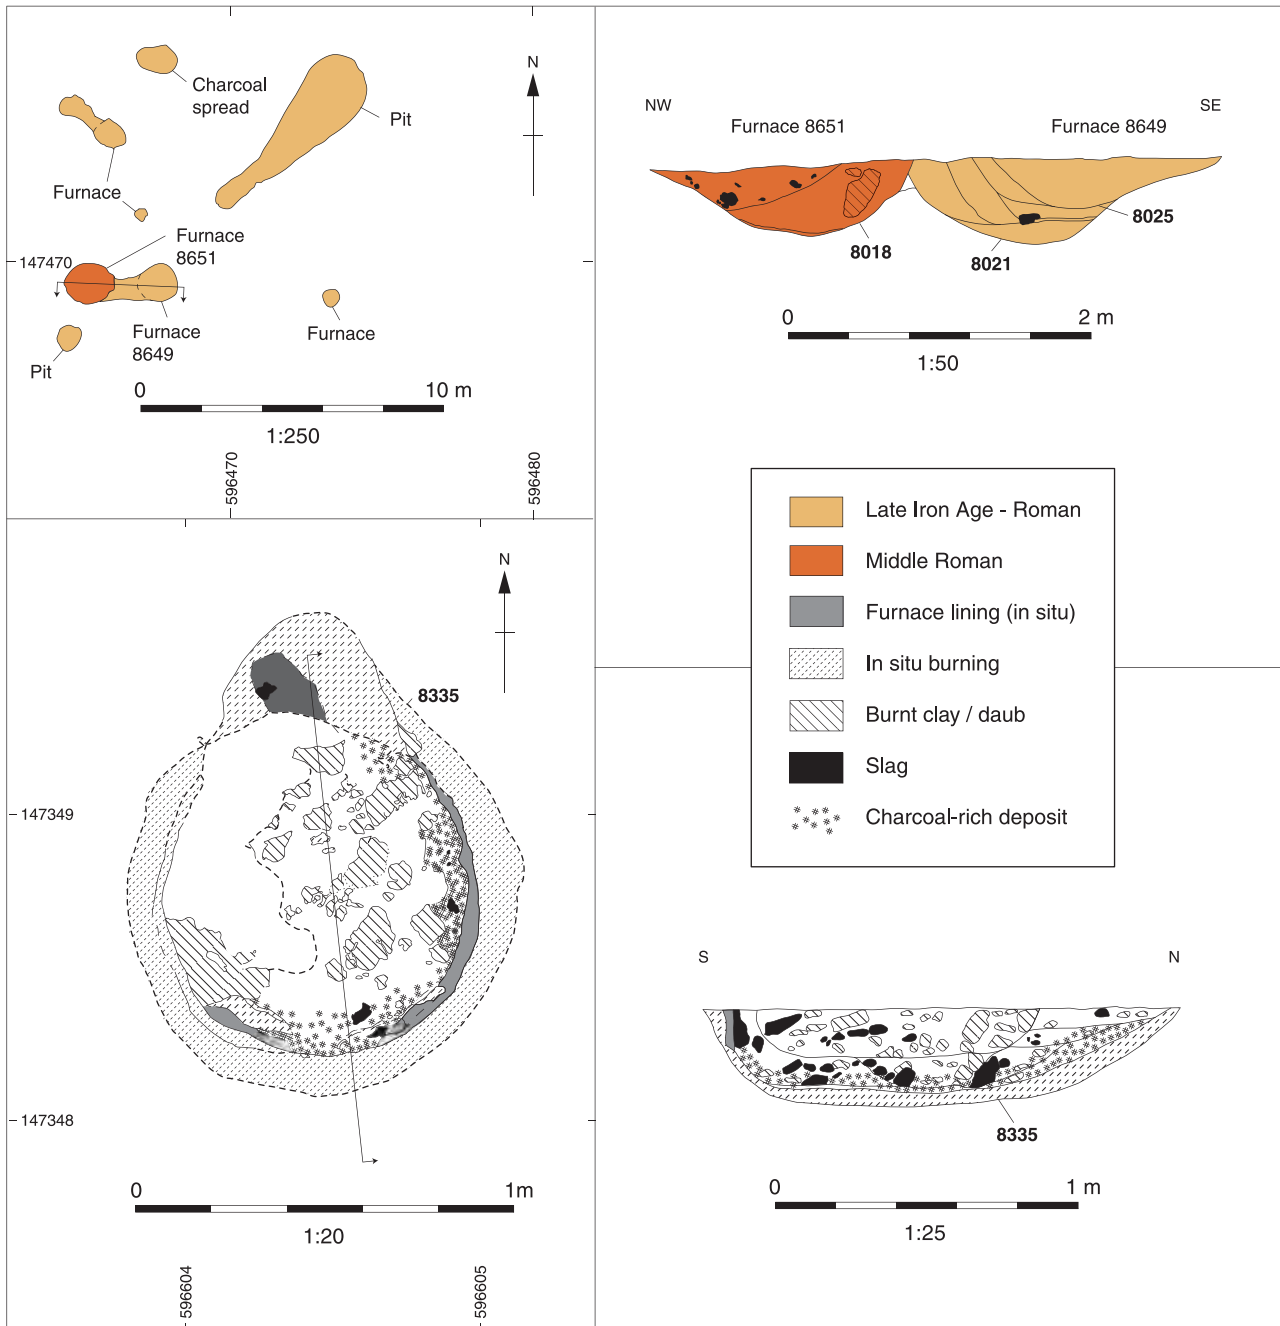 N
Charcoal
spread
Pit
Furnace
Furnace
8651
147470
Furnace
8649
Furnace
Pit
0 10 m
1:250
596470
596480
NW SE
Furnace 8651 Furnace 8649
8025
8018
8021
0 2 m
1:50
Late Iron Age - Roman
Middle Roman
Furnace lining (in situ)
In situ burning
Burnt clay / daub
Slag
Charcoal-rich deposit
N
8335
147349
147348
0 1m
1:20
596604
596605
S N
8335
0 1 m
1:25